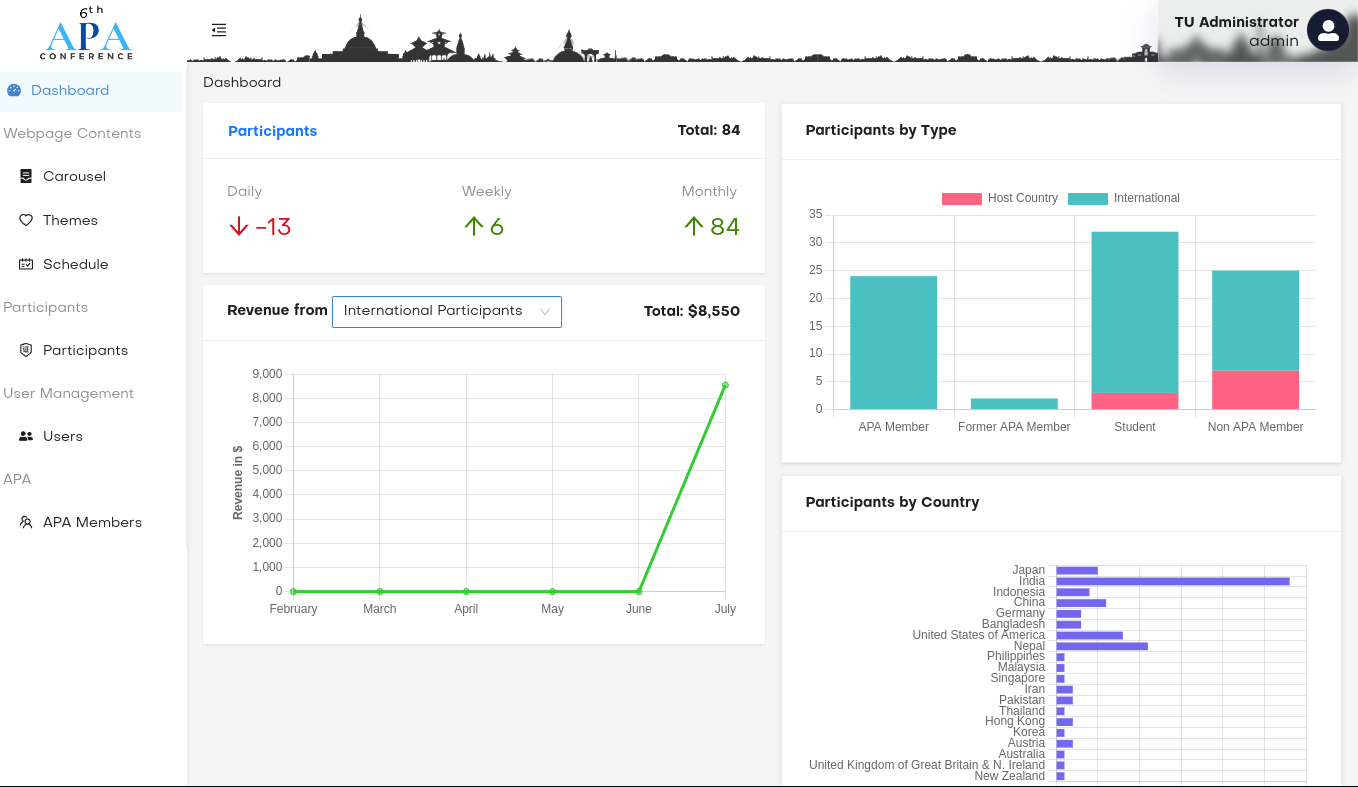 6th
APA
CONFERENCE
TU Administrator
admin
Dashboard
Webpage Contents
Carousel
Themes
Schedule
Participants
Participants
User Management
Users
APA
APA Members
Dashboard
Participants
Total: 84
Daily
Weekly
Monthly
-13
6
84
Revenue from International Participants
Total: $8,550
Revenue in $
9,000
8,000
7,000
6,000
5,000
4,000
3,000
2,000
1,000
0
February March April May June July
Participants by Type
Host Country International
35
30
25
20
15
10
5
0
APA Member Former APA Member Student Non APA Member
Participants by Country
Japan
India
Indonesia
China
Germany
Bangladesh
United States of America
Nepal
Philippines
Malaysia
Singapore
Iran
Pakistan
Thailand
Hong Kong
Korea
Austria
Australia
United Kingdom of Great Britain & N. Ireland
New Zealand